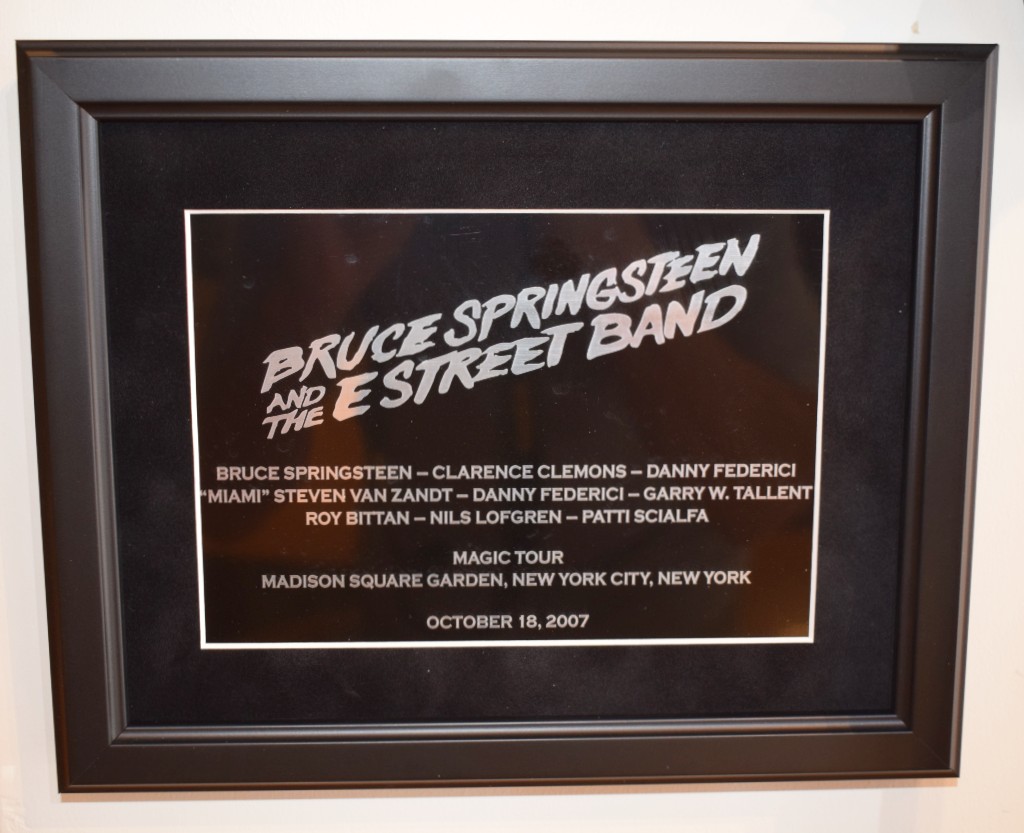 BRUCE SPRINGSTEEN
AND THE E STREET BAND
BRUCE SPRINGSTEEN – CLARENCE CLEMONS – DANNY FEDERICI
"MIAMI" STEVEN VAN ZANDT – DANNY FEDERICI – GARRY W. TALLENT
ROY BITTAN – NILS LOFGREN – PATTI SCIALFA
MAGIC TOUR
MADISON SQUARE GARDEN, NEW YORK CITY, NEW YORK
OCTOBER 18, 2007